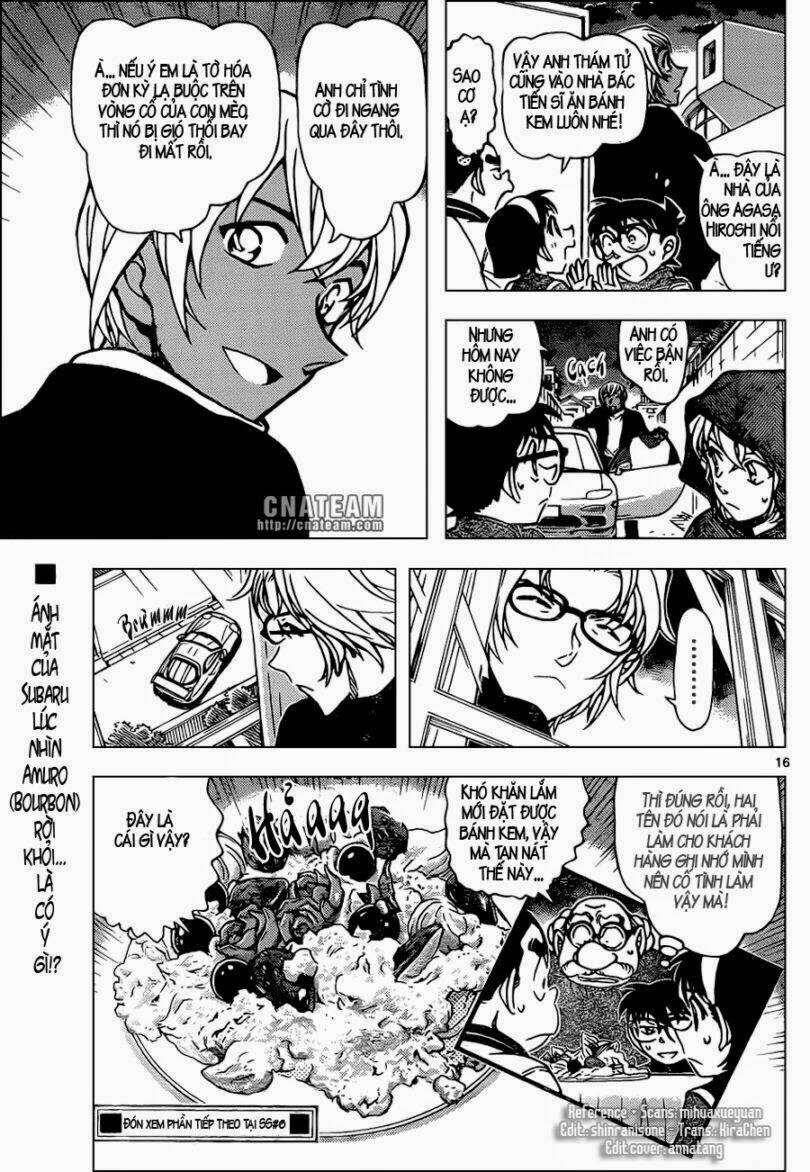 VẬY ANH THÁM TỬ
CŨNG VÀO NHÀ BÁC
TIẾN SĨ ĂN BÁNH
KEM LUÔN NHÉ!
À... ĐÂY LÀ
NHÀ CỦA
ÔNG AGASA
HIROSHI NỔI
TIẾNG
Ư?
SAO
CƠ
Ạ?
ANH CHỈ TÌNH
CỜ ĐI NGANG
QUA ĐÂY THÔI.
À... NẾU Ý EM LÀ TỜ HÓA
ĐƠN KỲ LẠ BUỘC TRÊN
VÒNG CỔ CỦA CON MÈO,
THÌ NÓ BỊ GIÓ THỔI BAY
ĐI MẤT RỒI.
CNATEAM
http://cnateam.com
ANH CÓ
VIỆC BẬN
RỒI.
CẠCH
NHƯNG
HÔM NAY
KHÔNG
ĐƯỢC...
.........
BRỪMMM
ÁNH
MẮT CỦA
SUBARU
LÚC
NHÌN
AMURO
(BOURBON)
RỜI
KHỎI...
LÀ CÓ
Ý
GÌ!?
16
THÌ ĐÚNG RỒI, HAI
TÊN ĐÓ NÓI LÀ PHẢI
LÀM CHO KHÁCH
HÀNG GHI NHỚ MÌNH
NÊN CỐ TÌNH LÀM
VẬY MÀ!
KHÓ KHĂN LẮM
MỚI ĐẶT ĐƯỢC
BÁNH KEM, VẬY
MÀ TAN NÁT
THẾ NÀY...
HẢAAAA
ĐÂY LÀ
CÁI GÌ VẬY?
ĐÓN XEM PHẦN TIẾP THEO TẠI SS#6
Reference - Scans: mihuaxueyuan
Edit.: shinranisone - Trans.: KiraChen
Edit cover: annatang